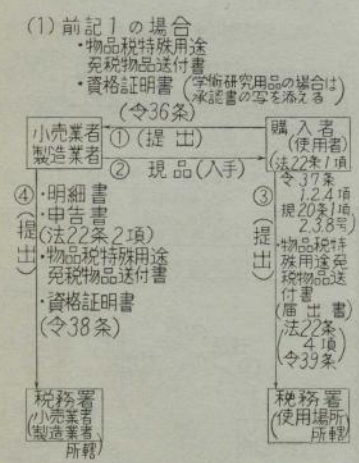 (1) 前記1の場合
・物品税特殊用途
免税物品送付書
・資格証明書(学術研究用品の場合は
承認書の写を添える)
(令36条)
小売業者
製造業者
①(提出)
② 現品(入手)
購入者
(使用者)
(法22条1項
令37条
1.2.4項
規20条1項
2,3,8号)
④
(提出)
・明細書
・申告書
(法22条2項)
・物品税特殊用途
免税物品送付書
・資格証明書
(令38条)
③
(提出)
・物品税特
殊用途免
税物品送
付書
(届出書)
(法22条
4項
令39条)
税務署
(小売業者
製造業者
所轄)
税務署
(使用場所
所轄)